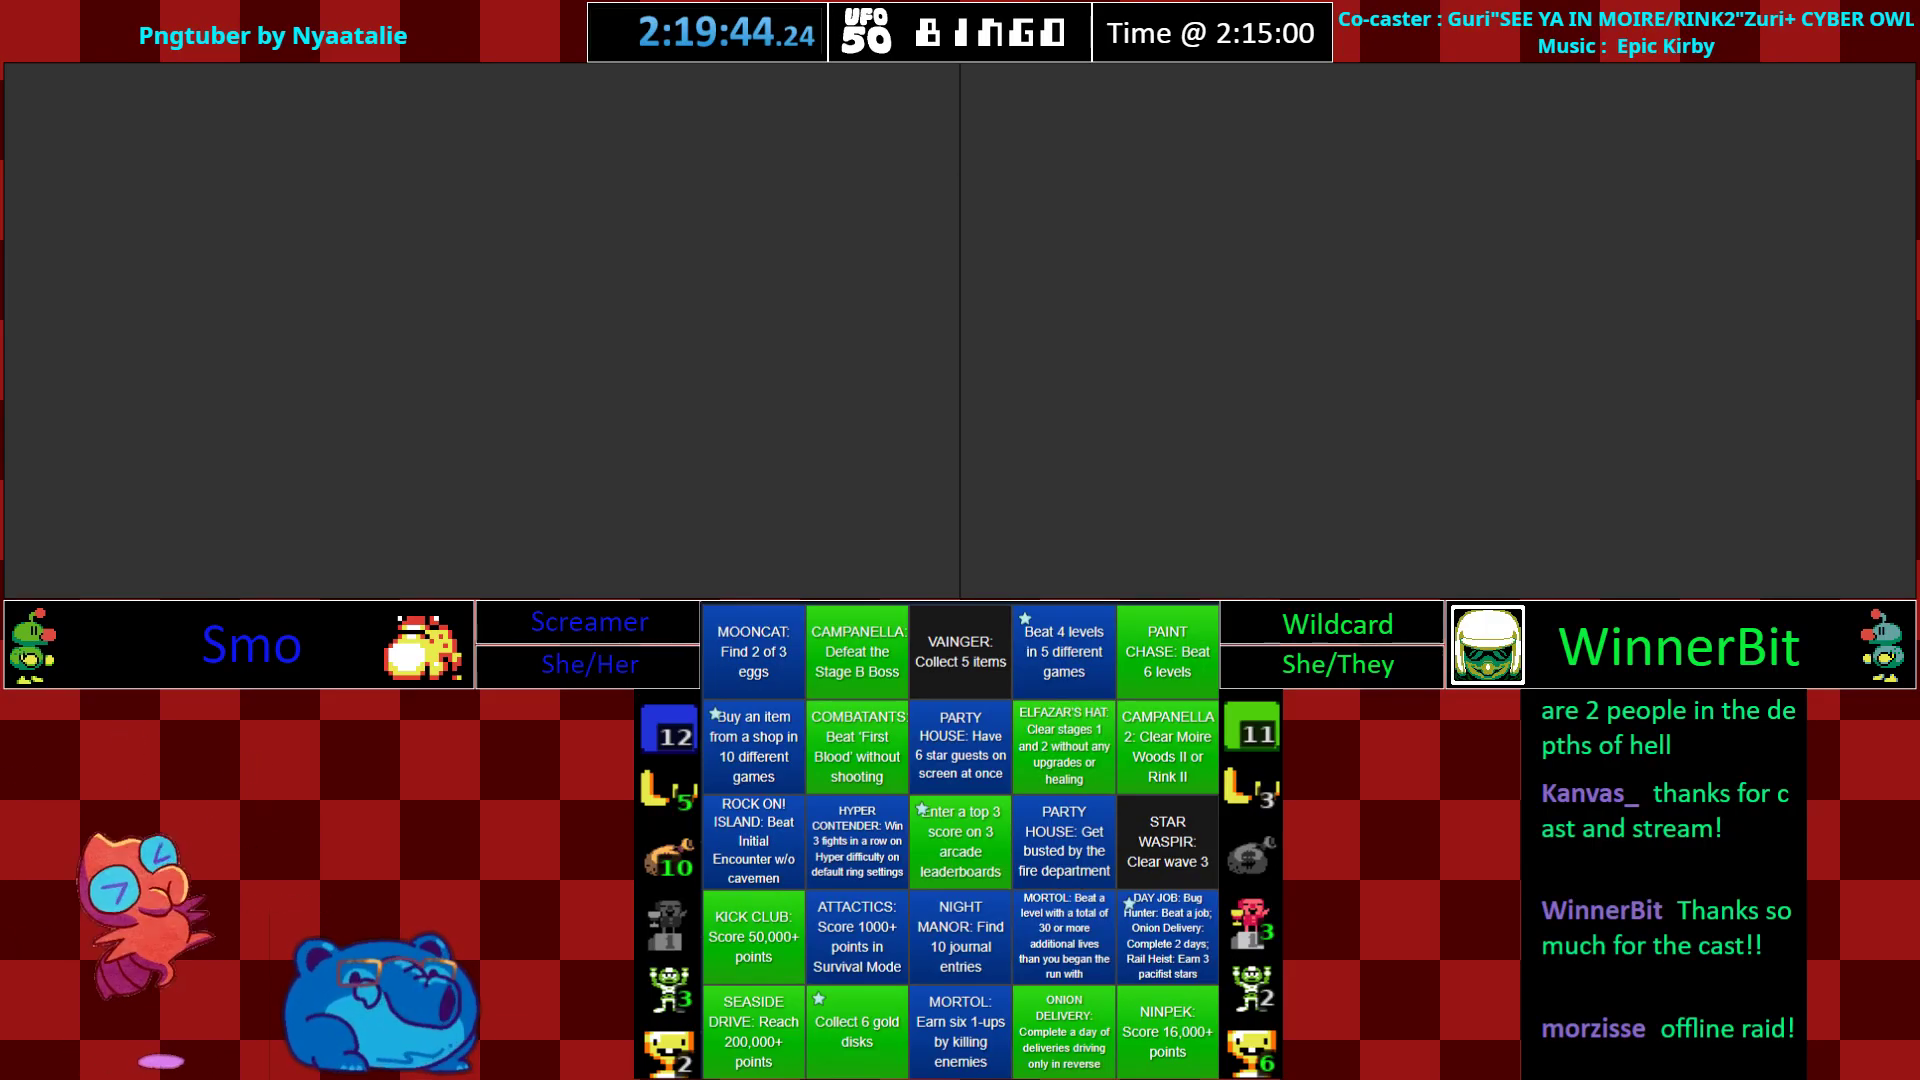 Pngtuber by Nyaatalie
2:19:44.24
UFO 50
BINGO
Time @ 2:15:00
Co-caster : Guri"SEE YA IN MOIRE/RINK2"Zuri+ CYBER OWL
Music : Epic Kirby
Smo
Screamer
She/Her
Wildcard
She/They
WinnerBit
MOONCAT:
Find 2 of 3
eggs
CAMPANELLA:
Defeat the
Stage B Boss
VAINGER:
Collect 5 items
Beat 4 levels
in 5 different
games
PAINT
CHASE: Beat
6 levels
Buy an item
from a shop in
10 different
games
COMBATANTS:
Beat ‘First
Blood’ without
shooting
PARTY
HOUSE: Have
6 star guests on
screen at once
ELFAZAR'S HAT:
Clear stages 1
and 2 without any
upgrades or
healing
CAMPANELLA
2: Clear Moire
Woods II or
Rink II
ROCK ON!
ISLAND: Beat
Initial
Encounter w/o
cavemen
HYPER
CONTENDER: Win
3 fights in a row on
Hyper difficulty on
default ring settings
Enter a top 3
score on 3
arcade
leaderboards
PARTY
HOUSE: Get
busted by the
fire department
STAR
WASPIR:
Clear wave 3
KICK CLUB:
Score 50,000+
points
ATTACTICS:
Score 1000+
points in
Survival Mode
NIGHT
MANOR: Find
10 journal
entries
MORTOL: Beat a
level with a total of
30 or more
additional lives
than you began the
run with
DAY JOB: Bug
Hunter: Beat a job;
Onion Delivery:
Complete 2 days;
Rail Heist: Earn 3
pacifist stars
SEASIDE
DRIVE: Reach
200,000+
points
Collect 6 gold
disks
MORTOL:
Earn six 1-ups
by killing
enemies
ONION
DELIVERY:
Complete a day of
deliveries driving
only in reverse
NINPEK:
Score 16,000+
points
12
5
10
1
3
2
11
3
1
3
2
6
are 2 people in the de
pths of hell
Kanvas_ thanks for c
ast and stream!
WinnerBit Thanks so
much for the cast!!
morzisse offline raid!